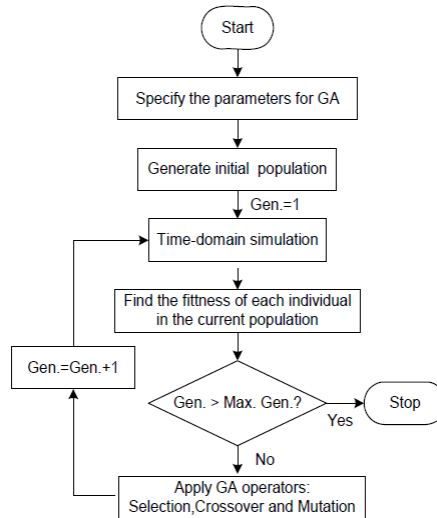 Start
Specify the parameters for GA
Generate initial population
Gen.=1
Time-domain simulation
Find the fittness of each individual
in the current population
Gen.=Gen.+1
Gen. > Max. Gen.?
Yes
Stop
No
Apply GA operators:
Selection,Crossover and Mutation